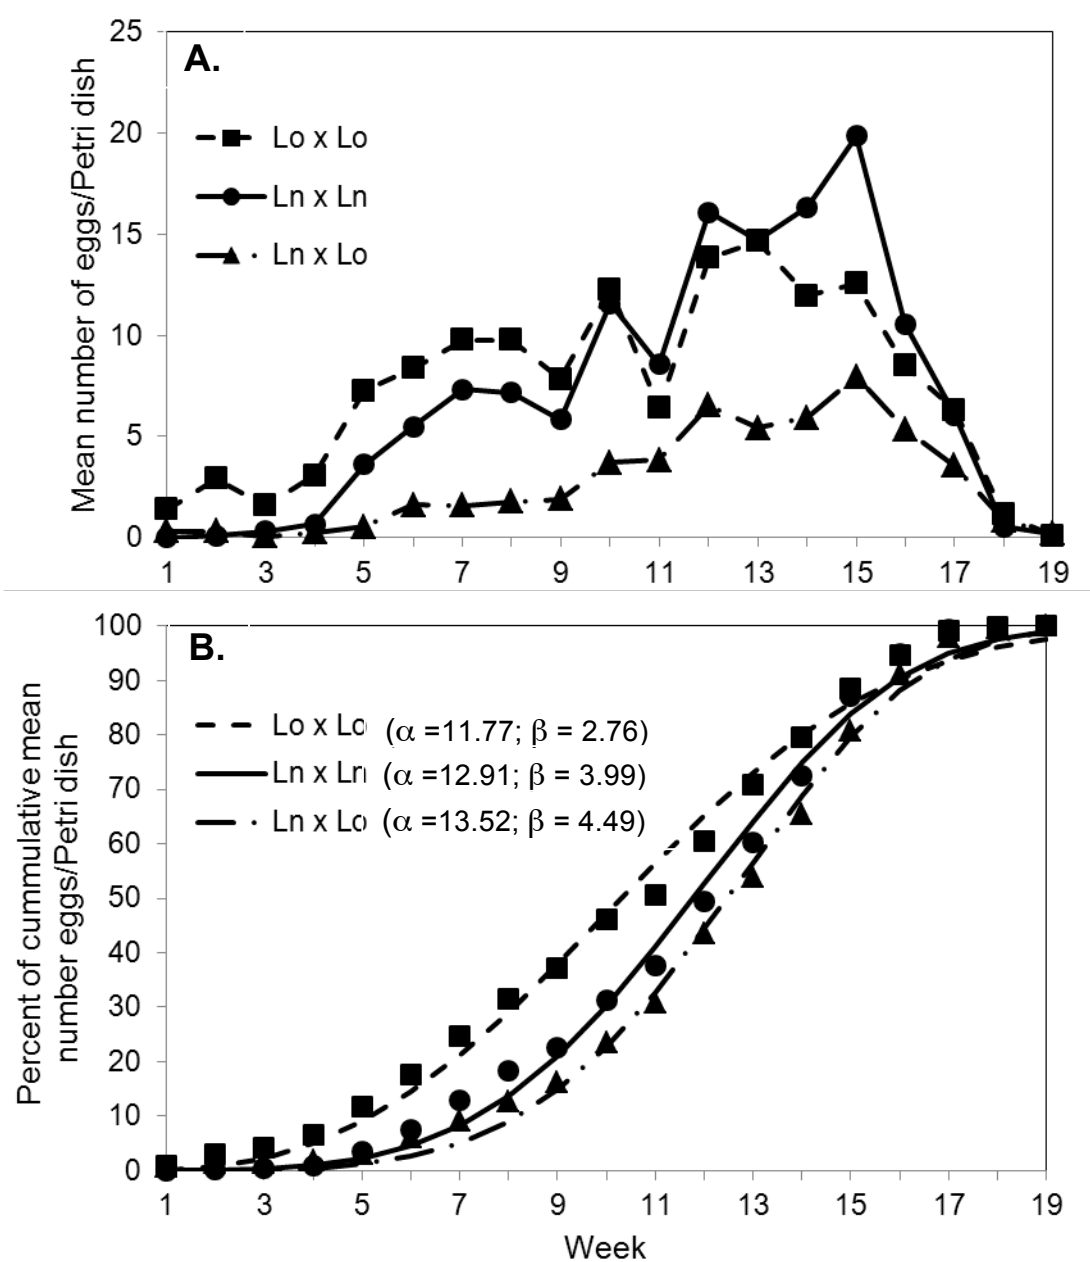 25
20
15
10
5
0
Mean number of eggs/Petri dish
A.
Lo x Lo
Ln x Ln
Ln x Lo
1 3 5 7 9 11 13 15 17 19
100
90
80
70
60
50
40
30
20
10
0
Percent of cummulative mean
number eggs/Petri dish
B.
Lo x Lo (α =11.77; β = 2.76)
Ln x Ln (α =12.91; β = 3.99)
Ln x Lo (α =13.52; β = 4.49)
1 3 5 7 9 11 13 15 17 19
Week